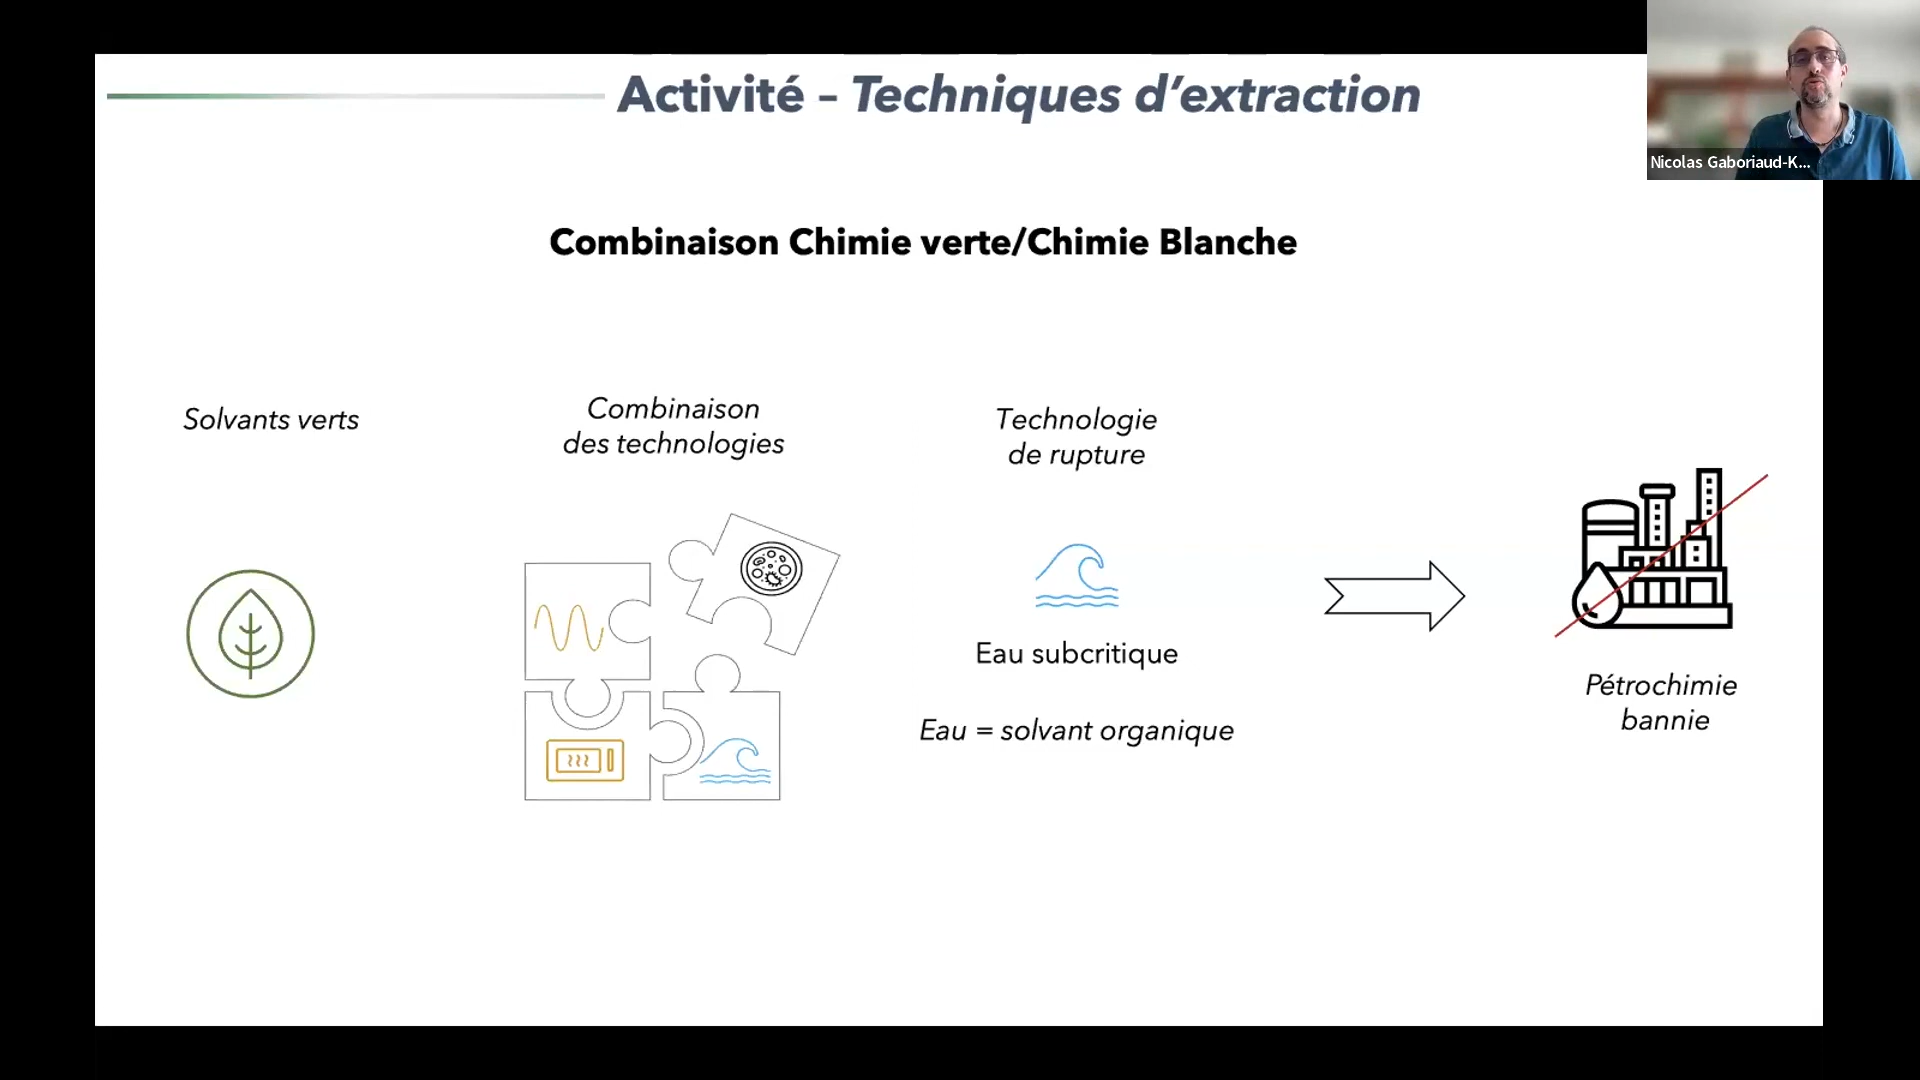 Activité – Techniques d’extraction
Nicolas Gaboriaud-K...
Combinaison Chimie verte/Chimie Blanche
Solvants verts
Combinaison
des technologies
Technologie
de rupture
Eau subcritique
Eau = solvant organique
Pétrochimie
bannie